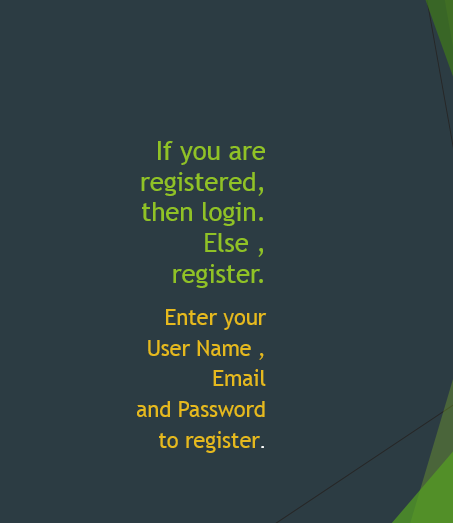 If you are
registered,
then login.
Else ,
register.
Enter your
User Name ,
Email
and Password
to register.